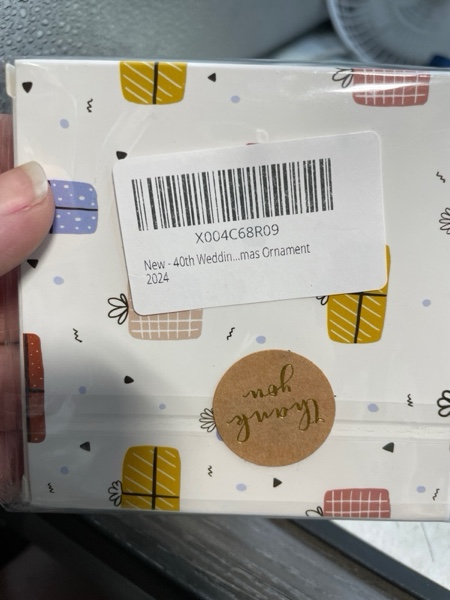 X004C68R09
New - 40th Weddin...mas Ornament
2024
thank
you